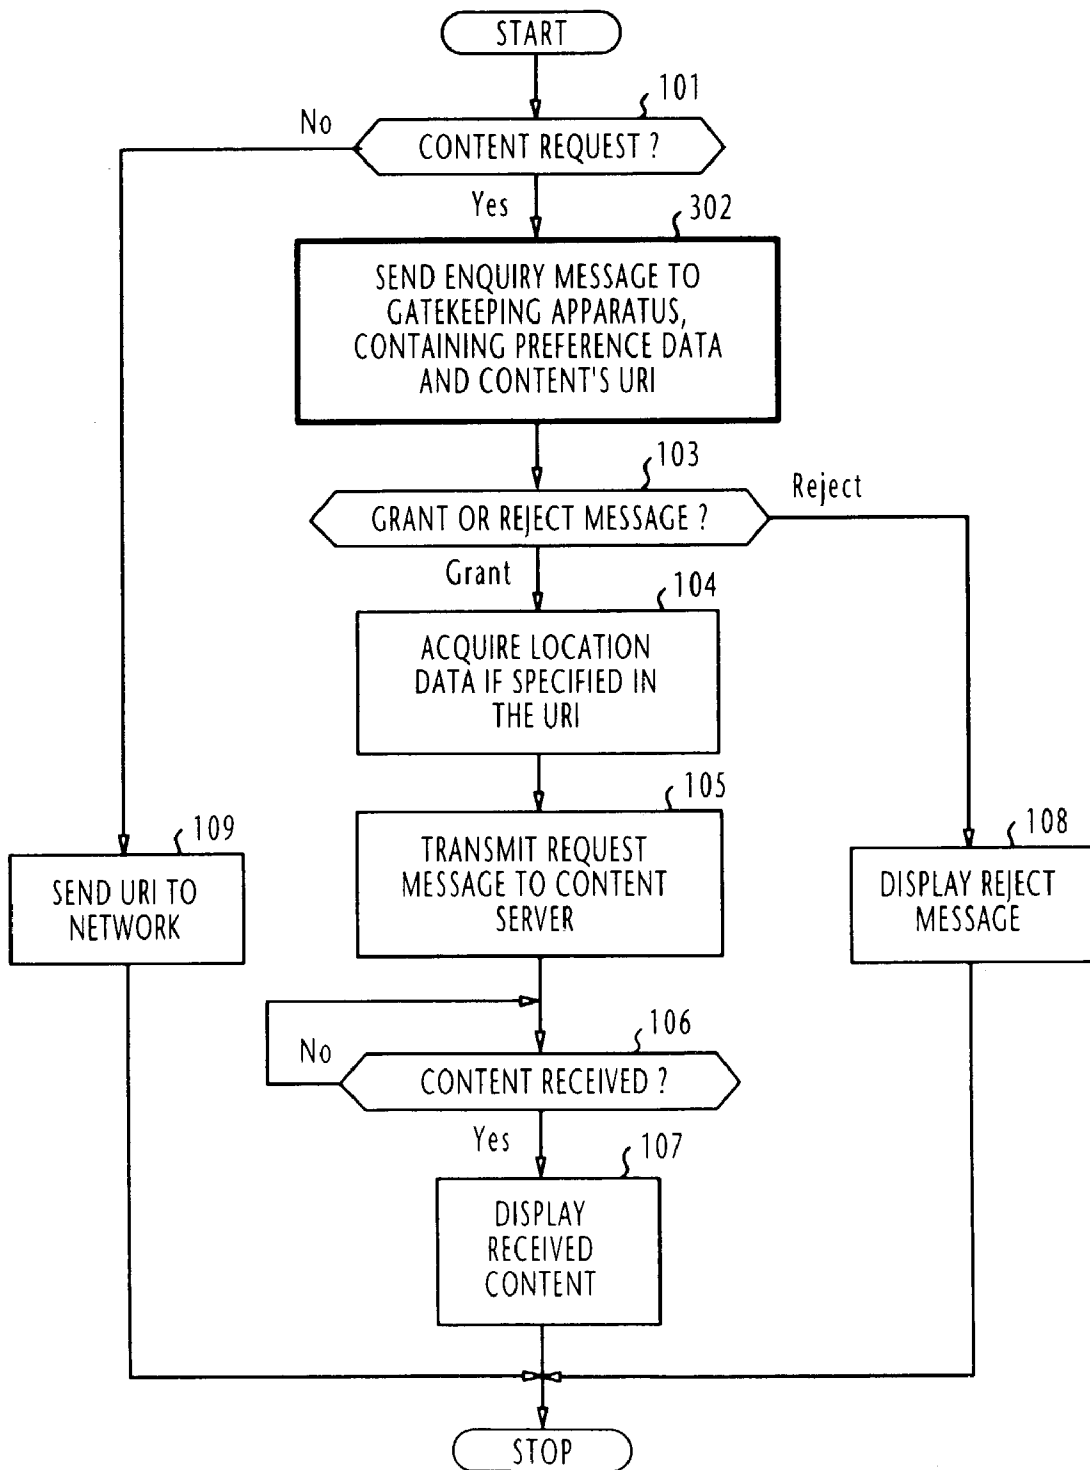 START
101
No
CONTENT REQUEST ?
Yes
302
SEND ENQUIRY MESSAGE TO
GATEKEEPING APPARATUS,
CONTAINING PREFERENCE DATA
AND CONTENT'S URI
103
Reject
GRANT OR REJECT MESSAGE ?
Grant
104
ACQUIRE LOCATION
DATA IF SPECIFIED IN
THE URI
105
TRANSMIT REQUEST
MESSAGE TO CONTENT
SERVER
109
SEND URI TO
NETWORK
108
DISPLAY REJECT
MESSAGE
106
No
CONTENT RECEIVED ?
Yes
107
DISPLAY
RECEIVED
CONTENT
STOP